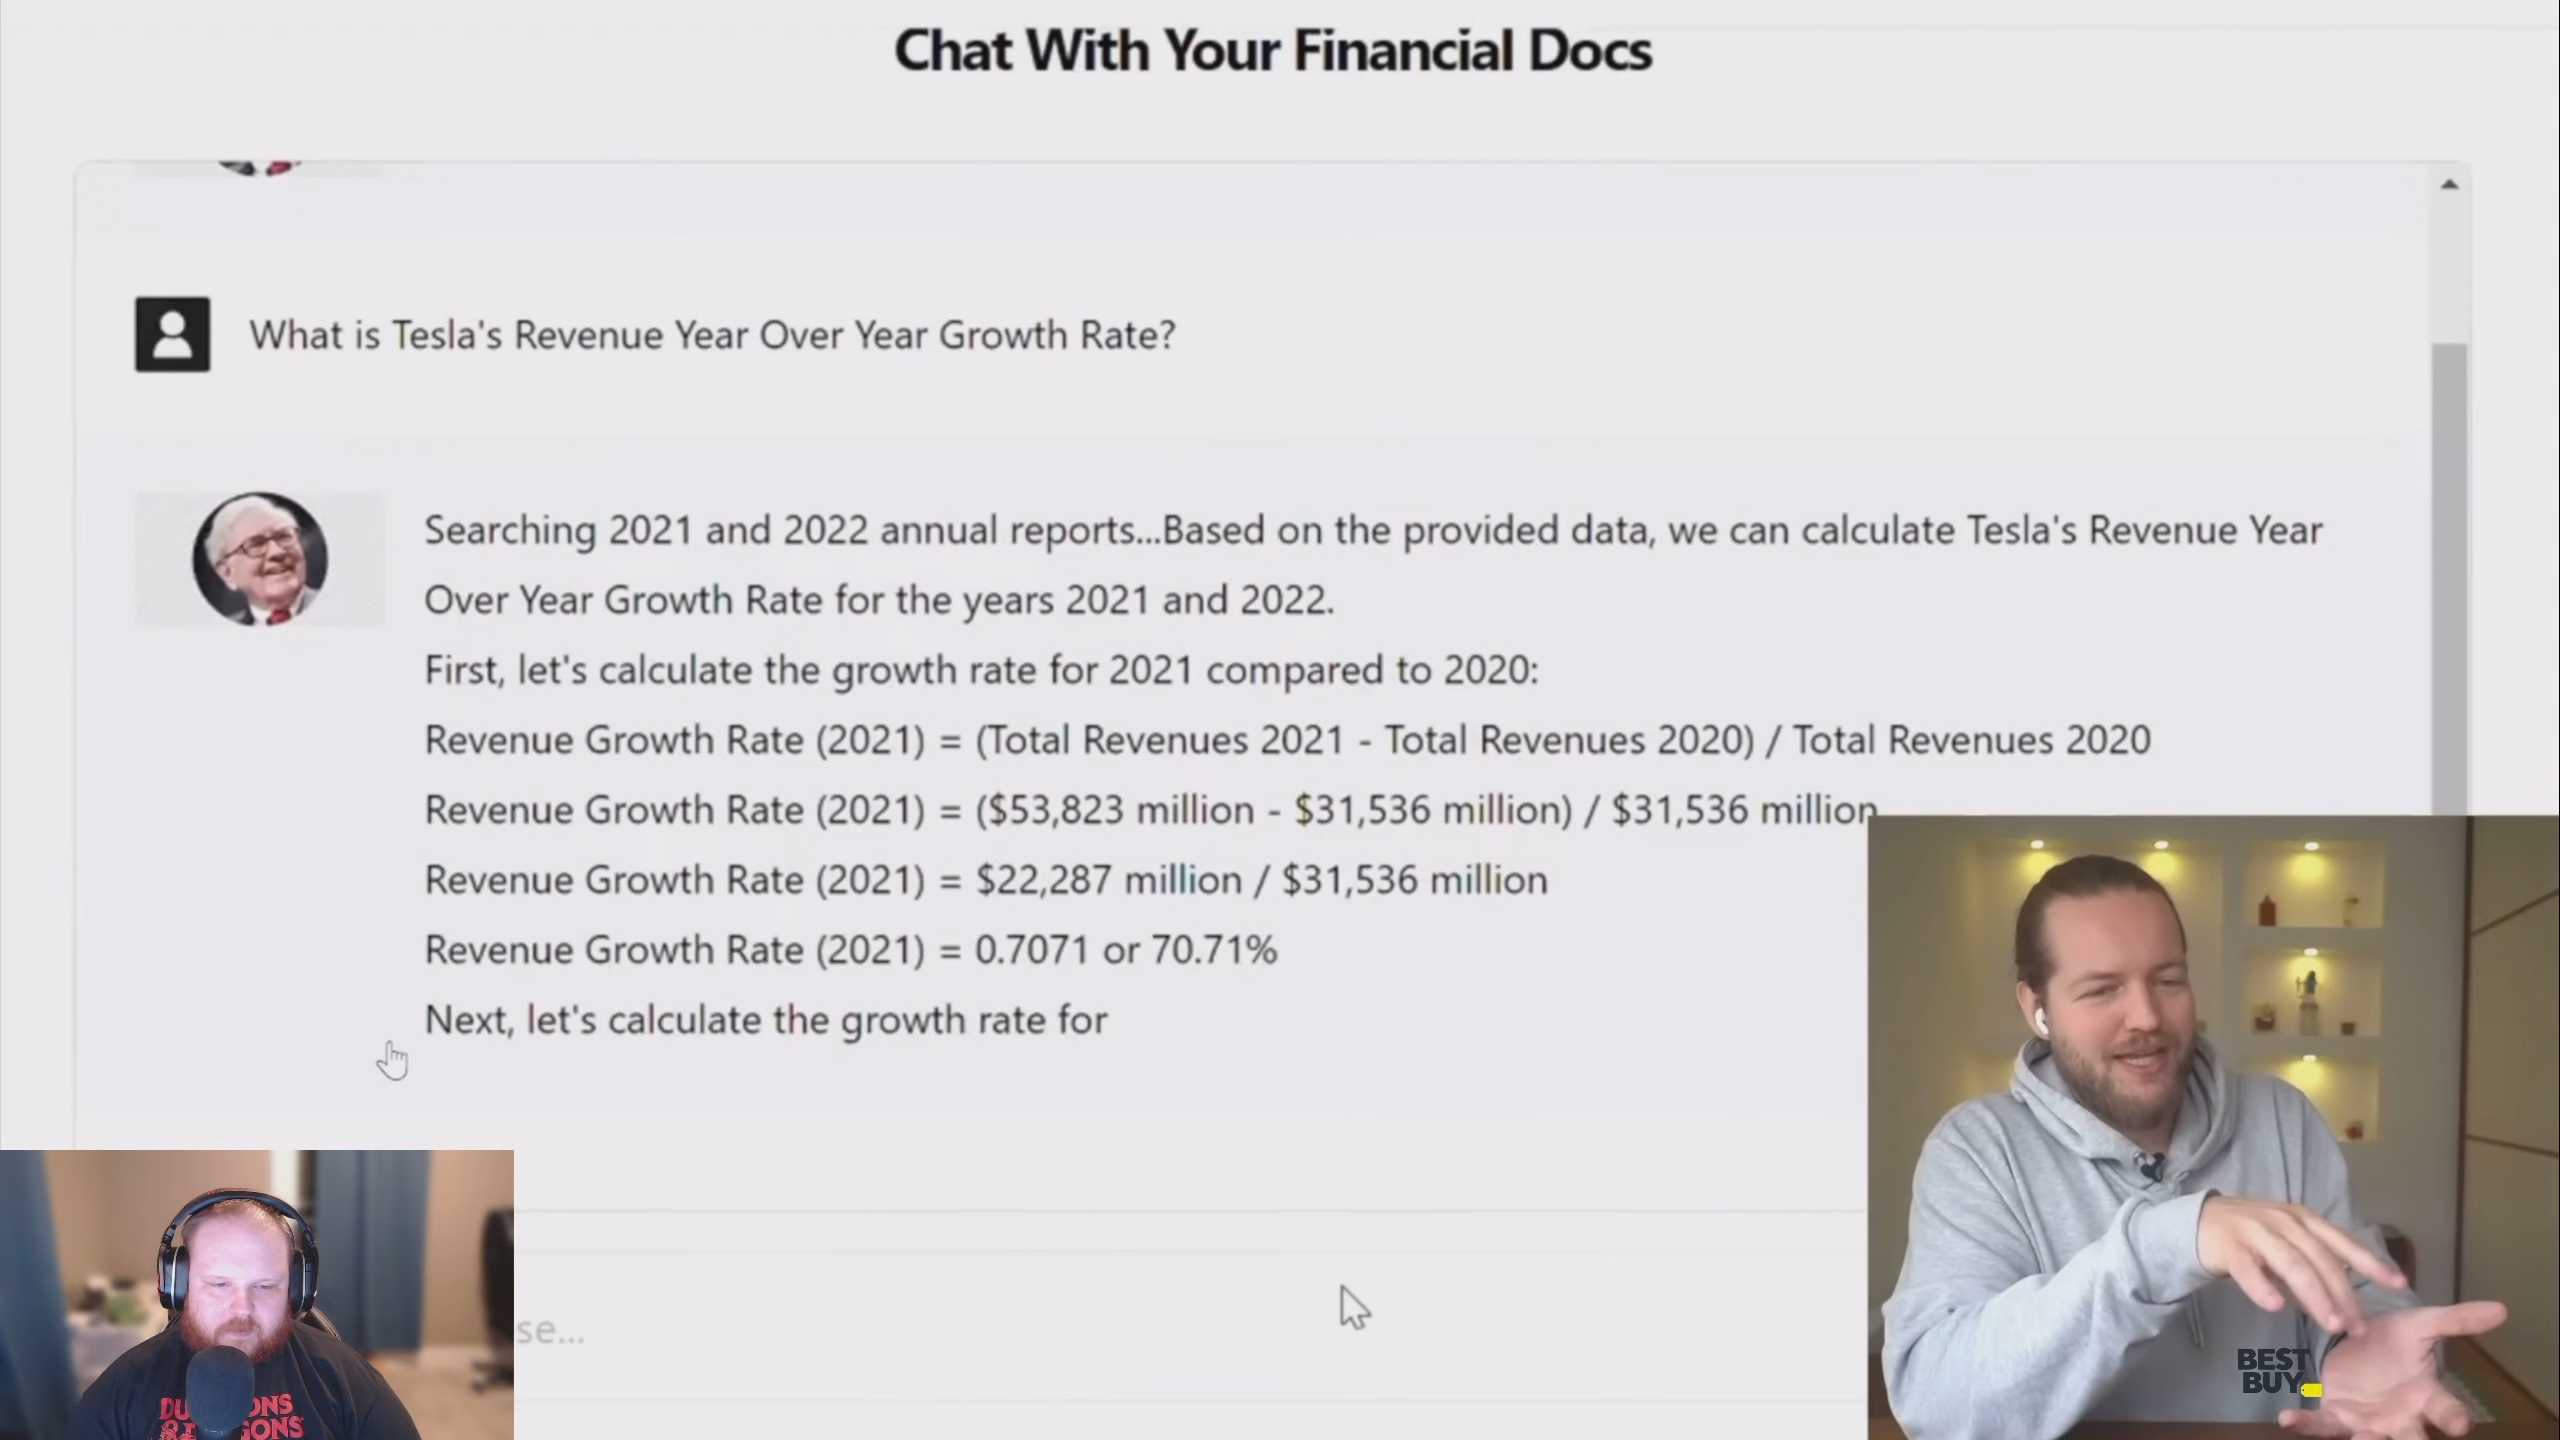 Chat With Your Financial Docs
What is Tesla's Revenue Year Over Year Growth Rate?
Searching 2021 and 2022 annual reports...Based on the provided data, we can calculate Tesla's Revenue Year
Over Year Growth Rate for the years 2021 and 2022.
First, let's calculate the growth rate for 2021 compared to 2020:
Revenue Growth Rate (2021) = (Total Revenues 2021 - Total Revenues 2020) / Total Revenues 2020
Revenue Growth Rate (2021) = ($53,823 million - $31,536 million) / $31,536 million
Revenue Growth Rate (2021) = $22,287 million / $31,536 million
Revenue Growth Rate (2021) = 0.7071 or 70.71%
Next, let's calculate the growth rate for
se...
BEST
BUY